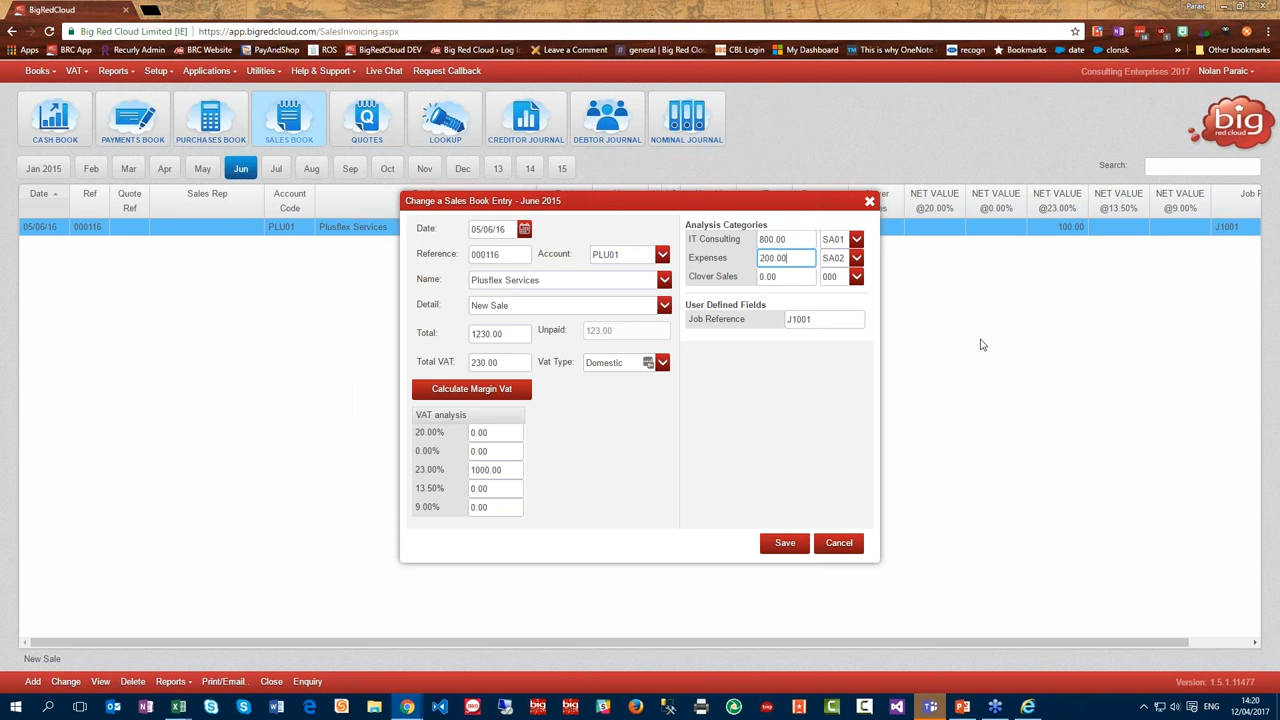 BigRedCloud
Paraic
Big Red Cloud Limited [IE] https://app.bigredcloud.com/SalesInvoicing.aspx
Apps BRC App Recurly Admin BRC Website PayAndShop ROS BigRedCloud DEV Big Red Cloud › Log I Leave a Comment general | Big Red Cl CBL Login My Dashboard This is why OneNote recogn Bookmarks date clonsk Other bookmarks
Books VAT Reports Setup Applications Utilities Help & Support Live Chat Request Callback Consulting Enterprises 2017 Nolan Paraic
CASH BOOK PAYMENTS BOOK PURCHASES BOOK SALES BOOK QUOTES LOOKUP CREDITOR JOURNAL DEBTOR JOURNAL NOMINAL JOURNAL
big
red cloud
Jan 2015 Feb Mar Apr May Jun Jul Aug Sep Oct Nov Dec 13 14 15 Search:
Date Ref Quote Ref Sales Rep Account Code NET VALUE @20.00% NET VALUE @0.00% NET VALUE @23.00% NET VALUE @13.50% NET VALUE @9.00% Job R
05/06/16 000116 PLU01 Plusflex Services 100.00 J1001
Change a Sales Book Entry - June 2015
Date: 05/06/16
Reference: 000116 Account: PLU01
Name: Plusflex Services
Detail: New Sale
Total: 1230.00 Unpaid: 123.00
Total VAT: 230.00 Vat Type: Domestic
Calculate Margin Vat
VAT analysis
20.00% 0.00
0.00% 0.00
23.00% 1000.00
13.50% 0.00
9.00% 0.00
Analysis Categories
IT Consulting 800.00 SA01
Expenses 200.00 SA02
Clover Sales 0.00 000
User Defined Fields
Job Reference J1001
Save Cancel
New Sale
Add Change View Delete Reports Print/Email.. Close Enquiry Version: 1.5.1.11477
ENG
14:20
12/04/2017